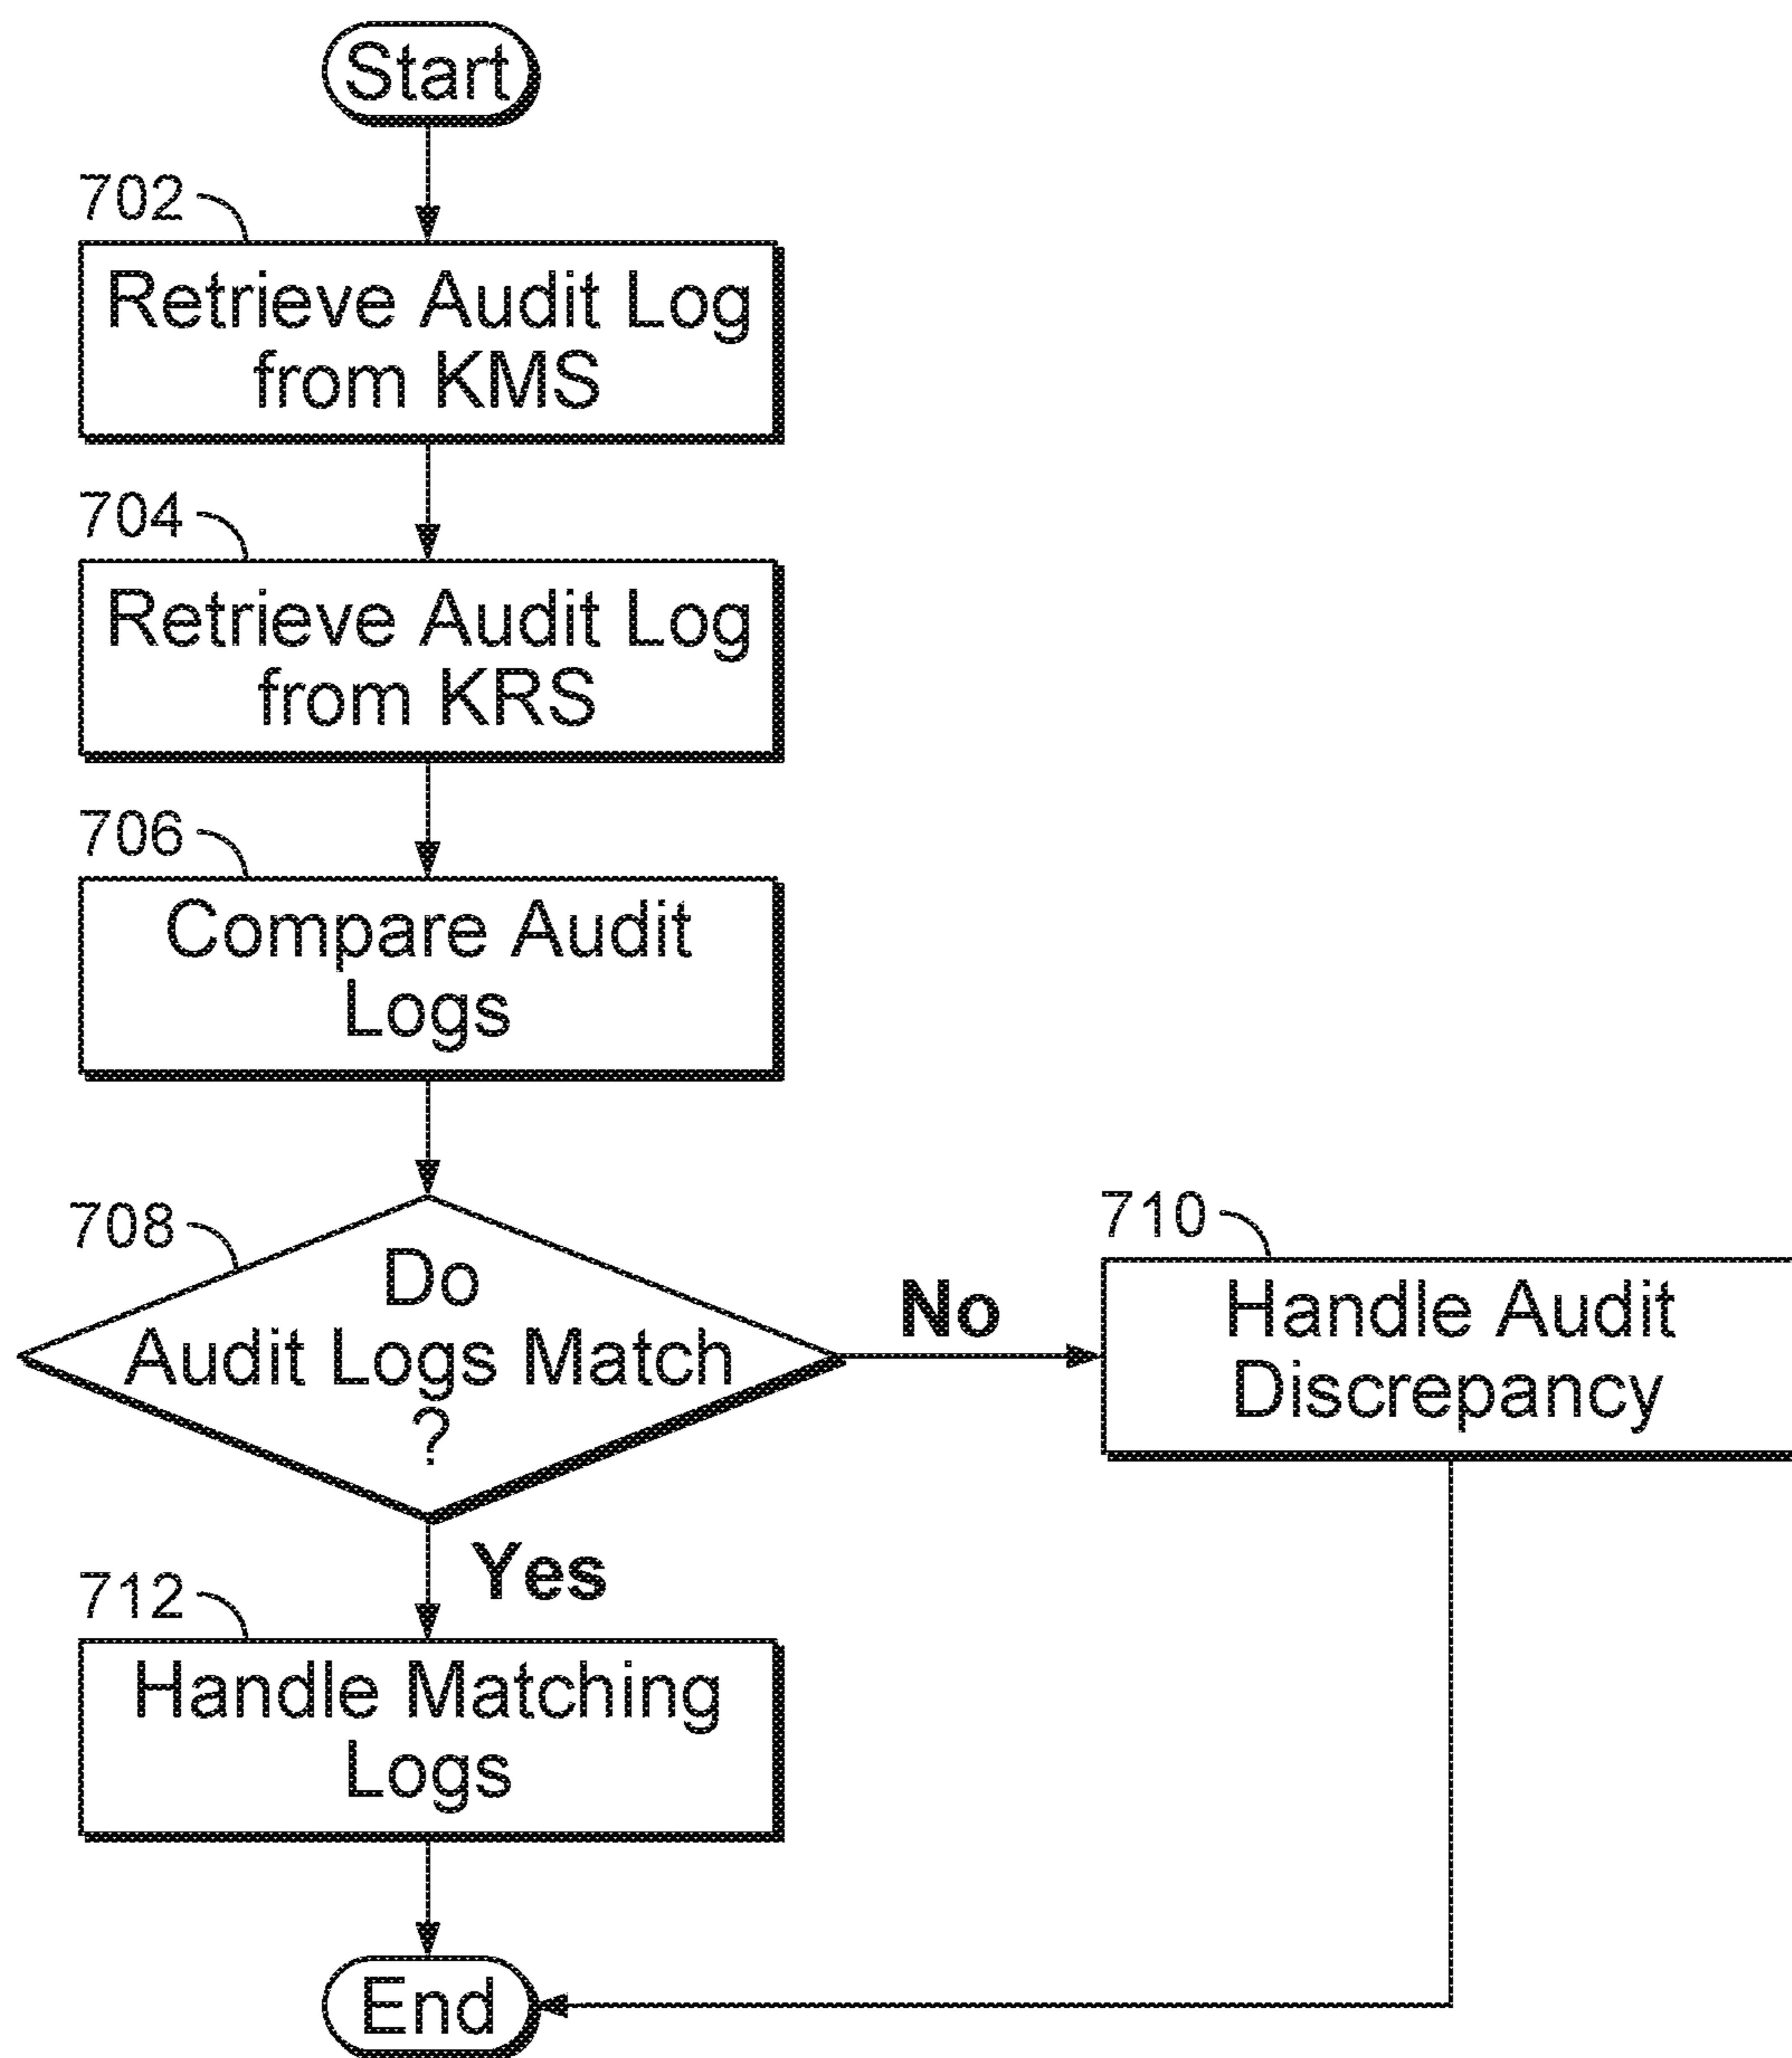 Start
702
Retrieve Audit Log
from KMS
704
Retrieve Audit Log
from KRS
706
Compare Audit
Logs
708
Do
Audit Logs Match
?
No
710
Handle Audit
Discrepancy
Yes
712
Handle Matching
Logs
End